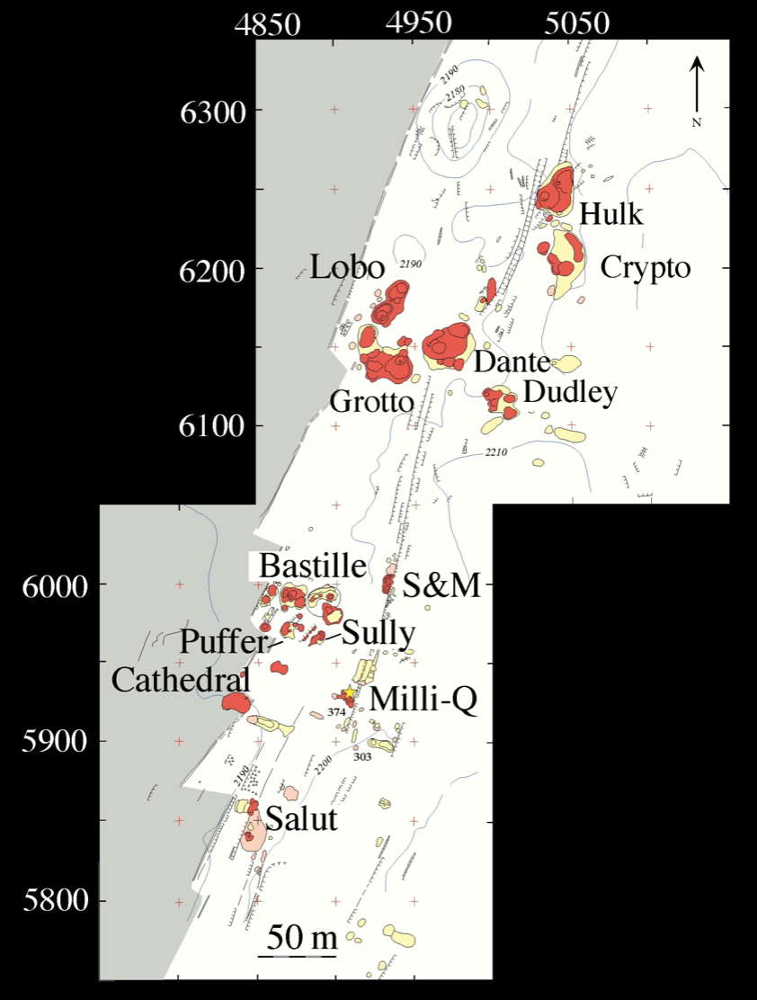 4850 4950 5050
2190
2180
6300
N
Hulk
2190
Lobo
6200
Crypto
Dante
Dudley
Grotto
6100
2210
Bastille
6000
S&M
Puffer
Sully
Cathedral
Milli-Q
374
5900
303
2190
2200
Salut
5800
50 m